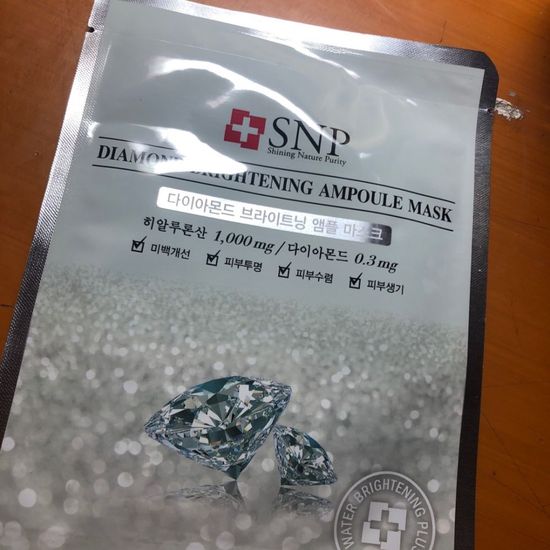 SNP
Shining Nature Purity
DIAMOND BRIGHTENING AMPOULE MASK
다이아몬드 브라이트닝 앰플 마스크
히알루론산 1,000mg / 다이아몬드 0.3mg
미백개선 피부투명 피부수렴 피부생기
WATER BRIGHTENING PLUS